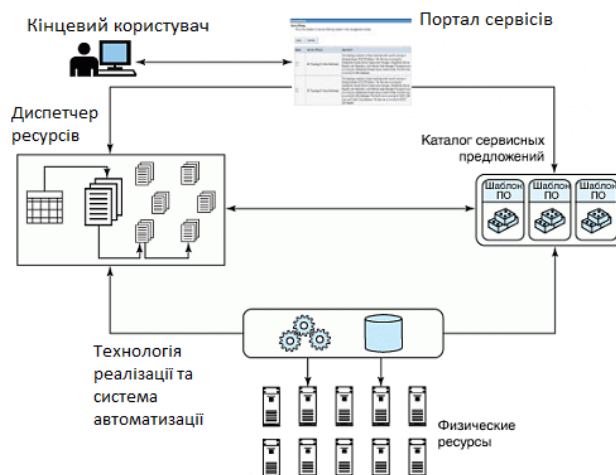 Кінцевий користувач
Портал сервісів
Диспетчер
ресурсів
Каталог сервисных
предложений
Шаблон
ПО
Шаблон
ПО
Шаблон
ПО
Технологія
реалізації та
система
автоматизації
Физические
ресурсы